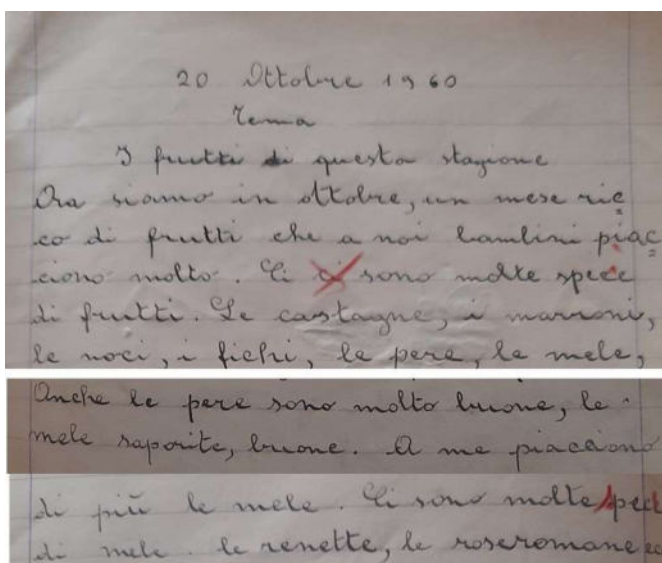 20 Ottobre 1960
Tema
I frutti di questa stagione
Ora siamo in ottobre, un mese ric
co di frutti che a noi bambini piac
ciono molto. Ci ci sono molte spece
di frutti. Le castagne, i marroni,
le noci, i fichi, le pere, le mele,
Anche le pere sono molto buone, le
mele saporite, buone. A me piacciono
di più le mele. Ci sono molte spec
di mele. le renette, le roseromane ec